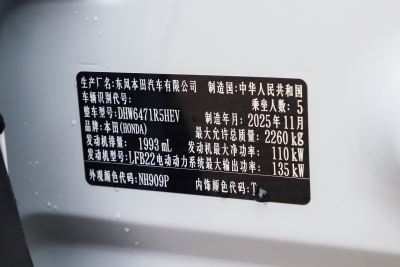 生产厂名:东风本田汽车有限公司 制造国:中华人民共和国
车辆识别代号: 乘坐人数:5
整车型号:DHW6471R5HEV 制造年月:2025年11月
品牌:本田(HONDA) 最大允许总质量:2260kg
发动机排量:1993 mL 发动机最大净功率:110 kW
发动机型号:LFB22 电动动力系统最大输出功率:135 kW
外观颜色代码:NH909P 内饰颜色代码:T